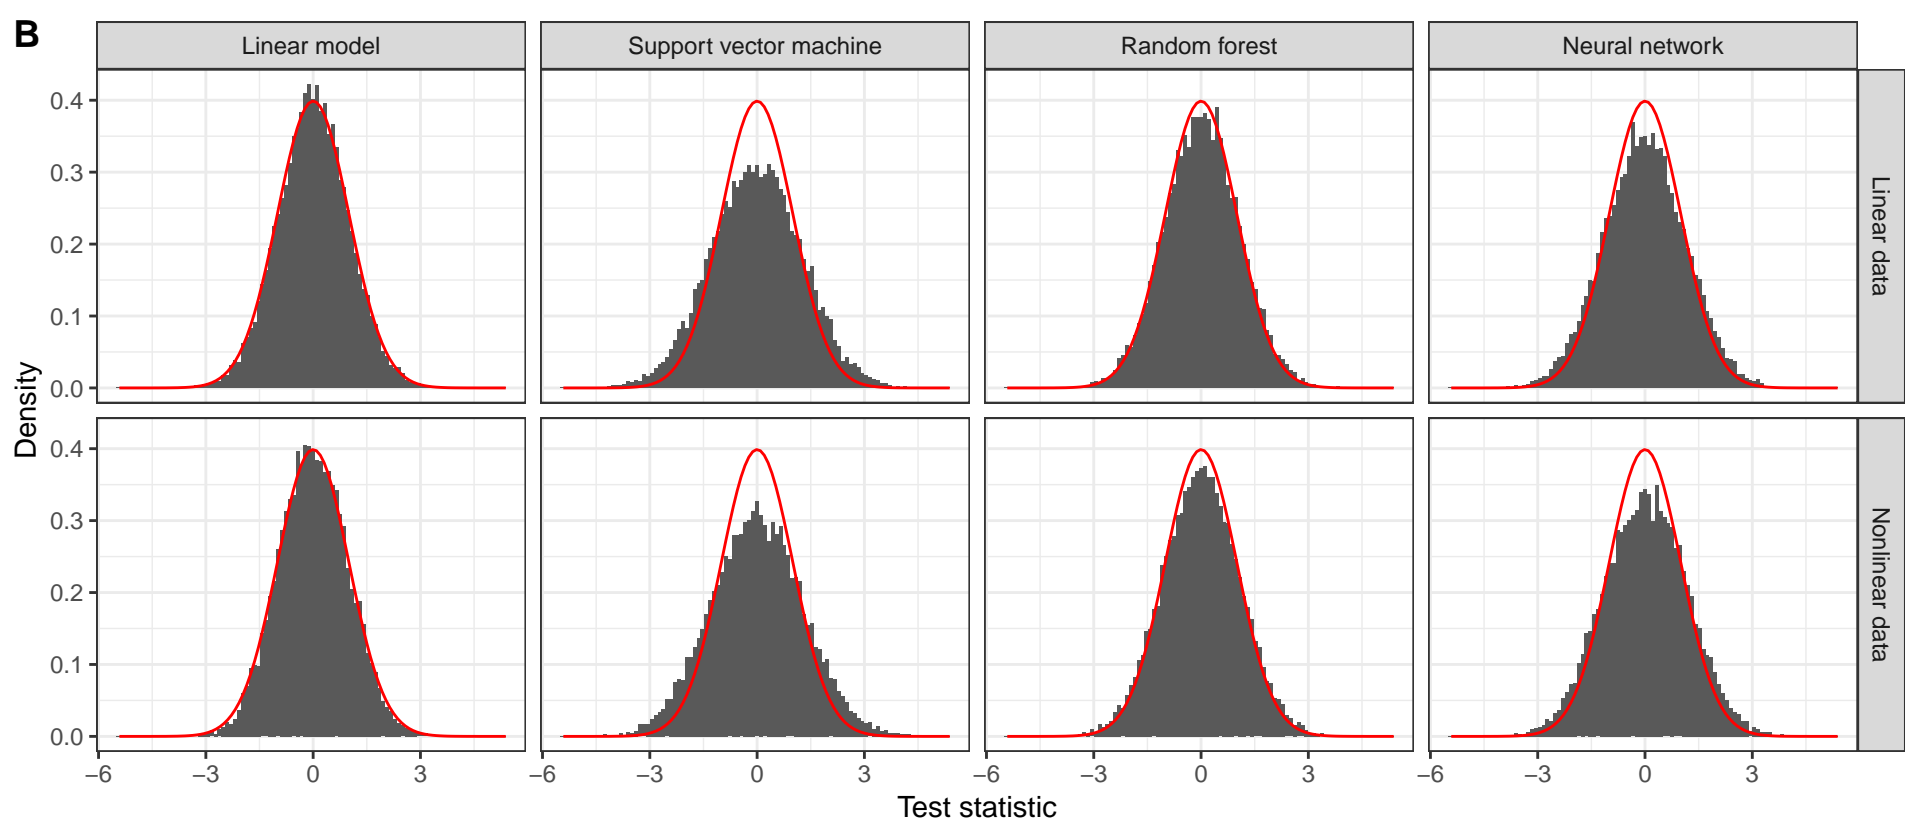 B
Linear model
Support vector machine
Random forest
Neural network
0.4
0.3
0.2
0.1
0.0
Linear data
Density
0.4
0.3
0.2
0.1
0.0
Nonlinear data
−6 −3 0 3
−6 −3 0 3
−6 −3 0 3
−6 −3 0 3
Test statistic